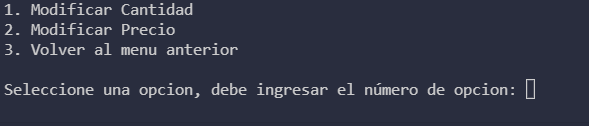 1. Modificar Cantidad
2. Modificar Precio
3. Volver al menu anterior
Seleccione una opcion, debe ingresar el número de opcion: